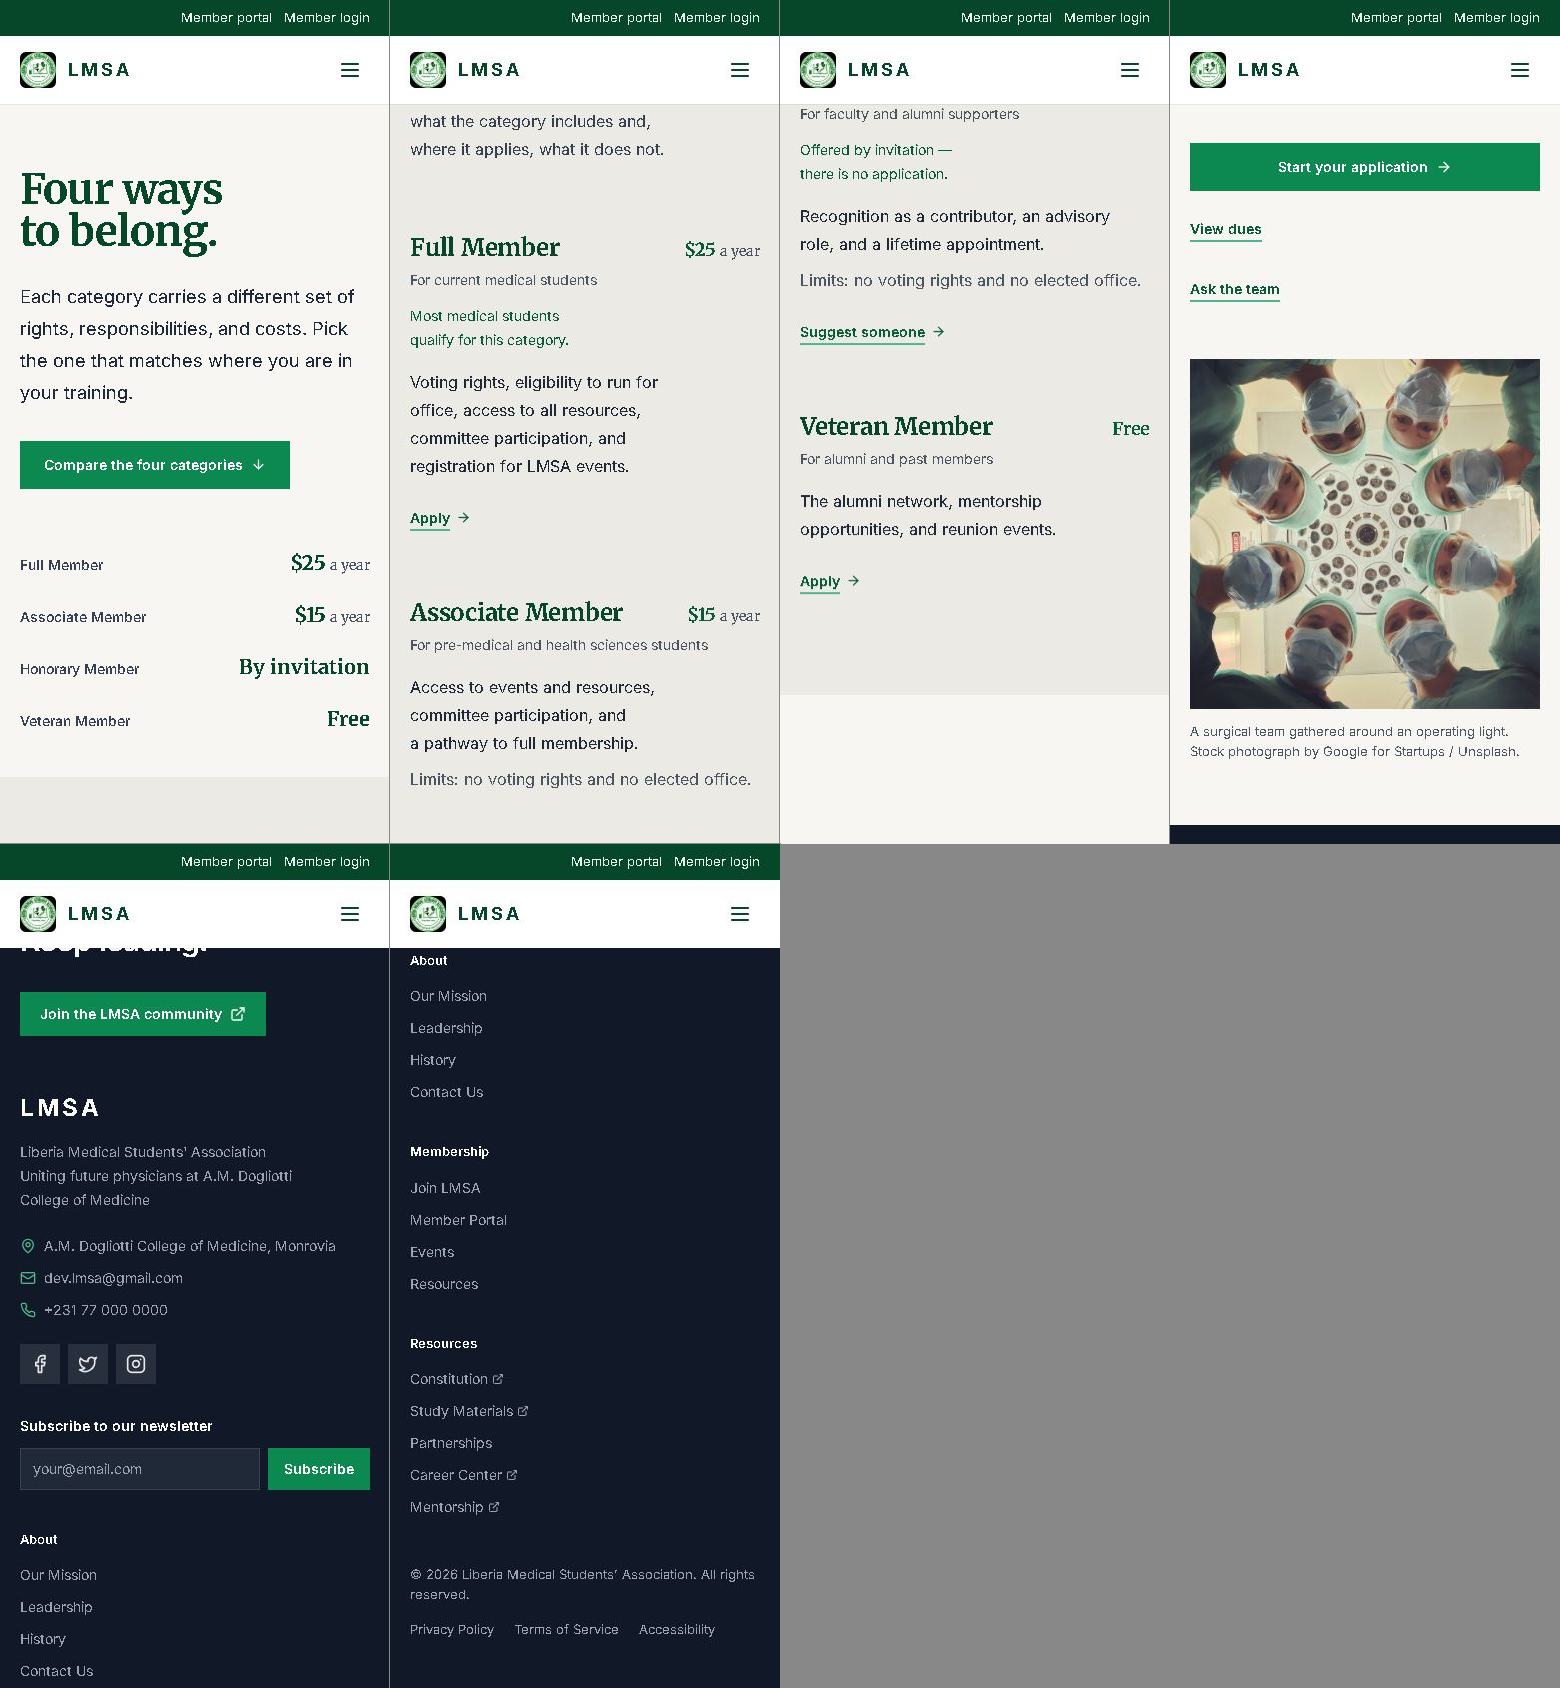 Member portal Member login
LMSA
Four ways
to belong.
Each category carries a different set of
rights, responsibilities, and costs. Pick
the one that matches where you are in
your training.
Compare the four categories
Full Member $25 a year
Associate Member $15 a year
Honorary Member By invitation
Veteran Member Free
Member portal Member login
LMSA
what the category includes and,
where it applies, what it does not.
Full Member $25 a year
For current medical students
Most medical students
qualify for this category.
Voting rights, eligibility to run for
office, access to all resources,
committee participation, and
registration for LMSA events.
Apply
Associate Member $15 a year
For pre-medical and health sciences students
Access to events and resources,
committee participation, and
a pathway to full membership.
Limits: no voting rights and no elected office.
Member portal Member login
LMSA
For faculty and alumni supporters
Offered by invitation —
there is no application.
Recognition as a contributor, an advisory
role, and a lifetime appointment.
Limits: no voting rights and no elected office.
Suggest someone
Veteran Member Free
For alumni and past members
The alumni network, mentorship
opportunities, and reunion events.
Apply
Member portal Member login
LMSA
Start your application
View dues
Ask the team
A surgical team gathered around an operating light.
Stock photograph by Google for Startups / Unsplash.
Member portal Member login
LMSA
Join the LMSA community
LMSA
Liberia Medical Students' Association
Uniting future physicians at A.M. Dogliotti
College of Medicine
A.M. Dogliotti College of Medicine, Monrovia
dev.lmsa@gmail.com
+231 77 000 0000
Subscribe to our newsletter
your@email.com Subscribe
About
Our Mission
Leadership
History
Contact Us
Member portal Member login
LMSA
About
Our Mission
Leadership
History
Contact Us
Membership
Join LMSA
Member Portal
Events
Resources
Resources
Constitution
Study Materials
Partnerships
Career Center
Mentorship
© 2026 Liberia Medical Students' Association. All rights
reserved.
Privacy Policy Terms of Service Accessibility